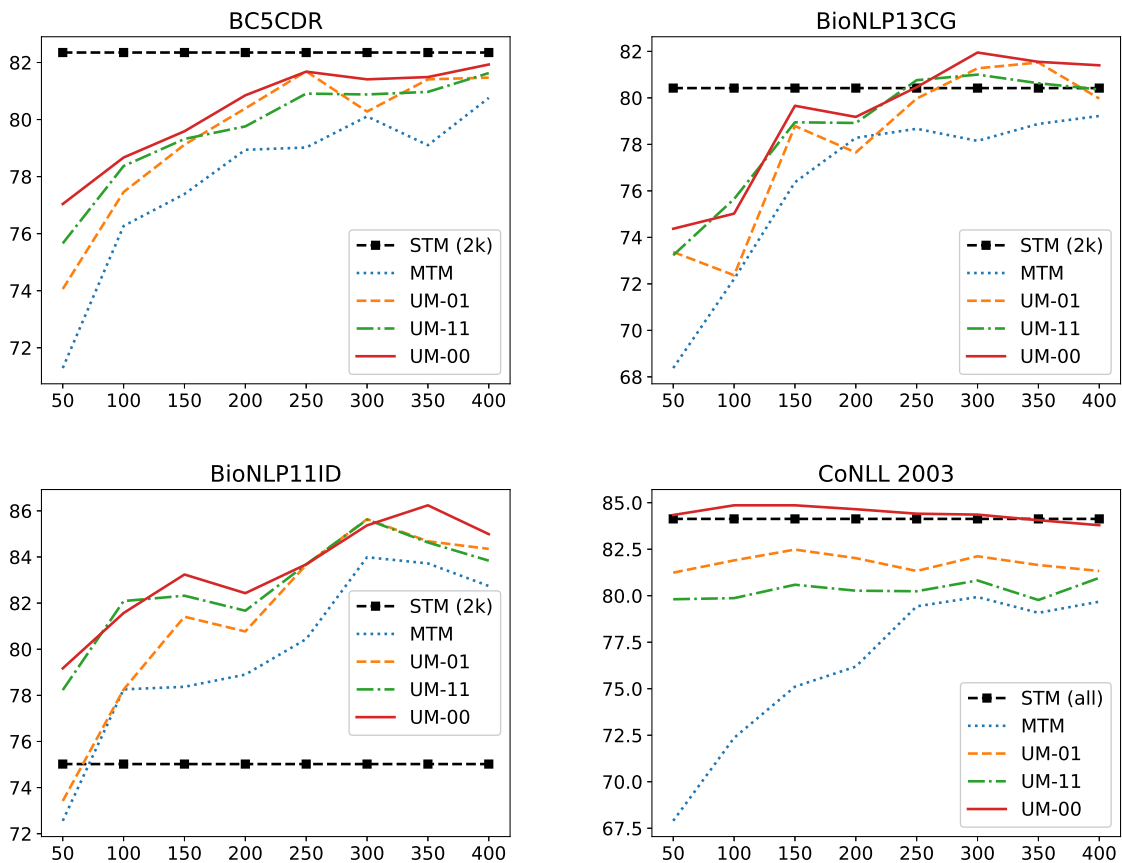 BC5CDR
82
80
78
76
74
72
50 100 150 200 250 300 350 400
STM (2k)
MTM
UM-01
UM-11
UM-00
BioNLP13CG
82
80
78
76
74
72
70
68
50 100 150 200 250 300 350 400
STM (2k)
MTM
UM-01
UM-11
UM-00
BioNLP11ID
86
84
82
80
78
76
74
72
50 100 150 200 250 300 350 400
STM (2k)
MTM
UM-01
UM-11
UM-00
CoNLL 2003
85.0
82.5
80.0
77.5
75.0
72.5
70.0
67.5
50 100 150 200 250 300 350 400
STM (all)
MTM
UM-01
UM-11
UM-00